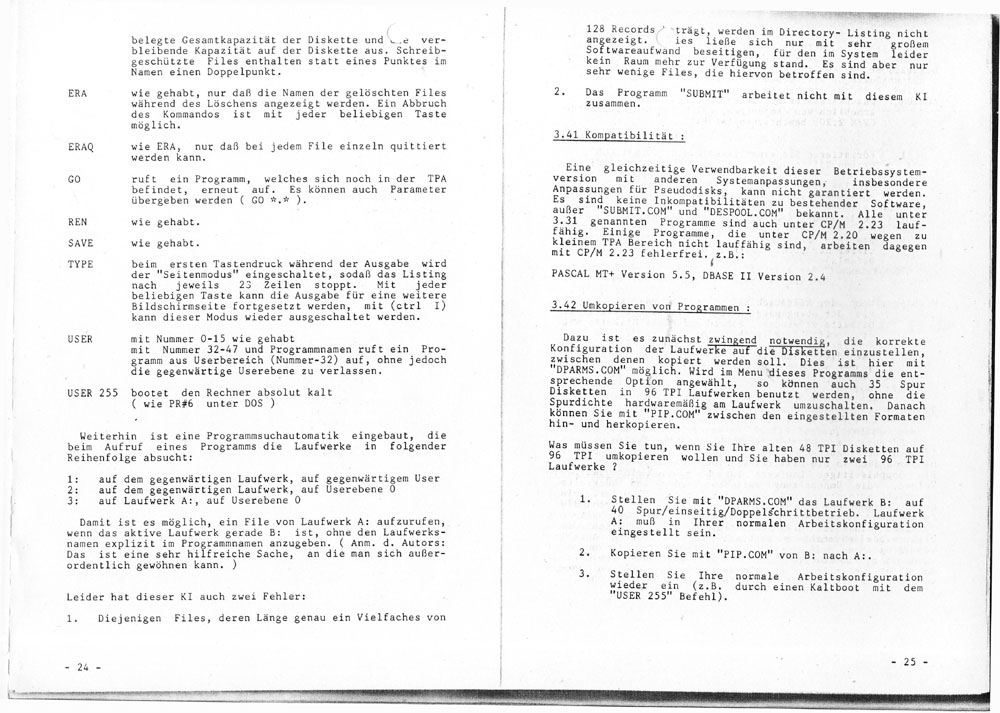 belegte Gesamtkapazität der Diskette und ver-
bleibende Kapazität auf der Diskette aus. Schreib-
geschützte Files enthalten statt eines Punktes im
Namen einen Doppelpunkt.
ERA wie gehabt, nur daß die Namen der gelöschten Files
während des Löschens angezeigt werden. Ein Abbruch
des Kommandos ist mit jeder beliebigen Taste
möglich.
ERAQ wie ERA, nur daß bei jedem File einzeln quittiert
werden kann.
GO ruft ein Programm, welches sich noch in der TPA
befindet, erneut auf. Es können auch Parameter
übergeben werden ( GO *.* ).
REN wie gehabt.
SAVE wie gehabt.
TYPE beim ersten Tastendruck während der Ausgabe wird
der "Seitenmodus" eingeschaltet, sodaß das Listing
nach jeweils 23 Zeilen stoppt. Mit jeder
beliebigen Taste kann die Ausgabe für eine weitere
Bildschirmseite fortgesetzt werden, mit (ctrl I)
kann dieser Modus wieder ausgeschaltet werden.
USER mit Nummer 0-15 wie gehabt
mit Nummer 32-47 und Programmnamen ruft ein Pro-
gramm aus Userbereich (Nummer-32) auf, ohne jedoch
die gegenwärtige Userebene zu verlassen.
USER 255 bootet den Rechner absolut kalt
( wie PR#6 unter DOS )
Weiterhin ist eine Programmsuchautomatik eingebaut, die
beim Aufruf eines Programms die Laufwerke in folgender
Reihenfolge absucht:
1: auf dem gegenwärtigen Laufwerk, auf gegenwärtigem User
2: auf dem gegenwärtigen Laufwerk, auf Userebene 0
3: auf Laufwerk A:, auf Userebene 0
Damit ist es möglich, ein File von Laufwerk A: aufzurufen,
wenn das aktive Laufwerk gerade B: ist, ohne den Laufwerks-
namen explizit im Programmnamen anzugeben. ( Anm. d. Autors:
Das ist eine sehr hilfreiche Sache, an die man sich außer-
ordentlich gewöhnen kann. )
Leider hat dieser KI auch zwei Fehler:
1. Diejenigen Files, deren Länge genau ein Vielfaches von
- 24 -
128 Records trägt, werden im Directory- Listing nicht
angezeigt. ies ließe sich nur mit sehr großem
Softwareaufwand beseitigen, für den im System leider
kein Raum mehr zur Verfügung stand. Es sind aber nur
sehr wenige Files, die hiervon betroffen sind.
2. Das Programm "SUBMIT" arbeitet nicht mit diesem KI
zusammen.
3.41 Kompatibilität :
Eine gleichzeitige Verwendbarkeit dieser Betriebssystem-
version mit anderen Systemanpassungen, insbesondere
Anpassungen für Pseudodisks, kann nicht garantiert werden.
Es sind keine Inkompatibilitäten zu bestehender Software,
außer "SUBMIT.COM" und "DESPOOL.COM" bekannt. Alle unter
3.31 genannten Programme sind auch unter CP/M 2.23 lauf-
fähig. Einige Programme, die unter CP/M 2.20 wegen zu
kleinem TPA Bereich nicht lauffähig sind, arbeiten dagegen
mit CP/M 2.23 fehlerfrei. z.B.:
PASCAL MT+ Version 5.5, DBASE II Version 2.4
3.42 Umkopieren von Programmen :
Dazu ist es zunächst zwingend notwendig, die korrekte
Konfiguration der Laufwerke auf die Disketten einzustellen,
zwischen denen kopiert werden soll. Dies ist hier mit
"DPARMS.COM" möglich. Wird im Menu dieses Programms die ent-
sprechende Option angewählt, so können auch 35 Spur
Disketten in 96 TPI Laufwerken benutzt werden, ohne die
Spurdichte hardwaremäßig am Laufwerk umzuschalten. Danach
können Sie mit "PIP.COM" zwischen den eingestellten Formaten
hin- und herkopieren.
Was müssen Sie tun, wenn Sie Ihre alten 48 TPI Disketten auf
96 TPI umkopieren wollen und Sie haben nur zwei 96 TPI
Laufwerke ?
1. Stellen Sie mit "DPARMS.COM" das Laufwerk B: auf
40 Spur/einseitig/Doppelschrittbetrieb. Laufwerk
A: muß in Ihrer normalen Arbeitskonfiguration
eingestellt sein.
2. Kopieren Sie mit "PIP.COM" von B: nach A:.
3. Stellen Sie Ihre normale Arbeitskonfiguration
wieder ein (z.B. durch einen Kaltboot mit dem
"USER 255" Befehl).
- 25 -